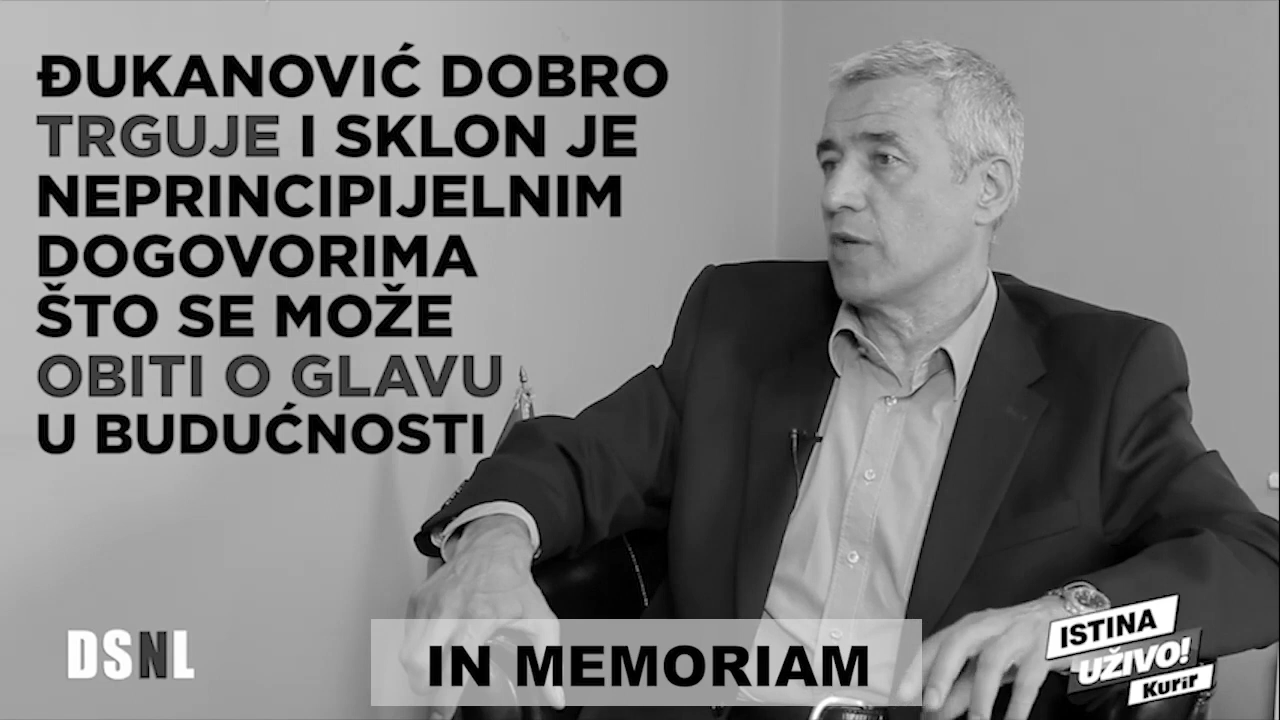 ĐUKANOVIĆ DOBRO
TRGUJE I SKLON JE
NEPRINCIPIJELNIM
DOGOVORIMA
ŠTO SE MOŽE
OBITI O GLAVU
U BUDUĆNOSTI
DSNL
IN MEMORIAM
ISTINA
UŽIVO!
Kurir